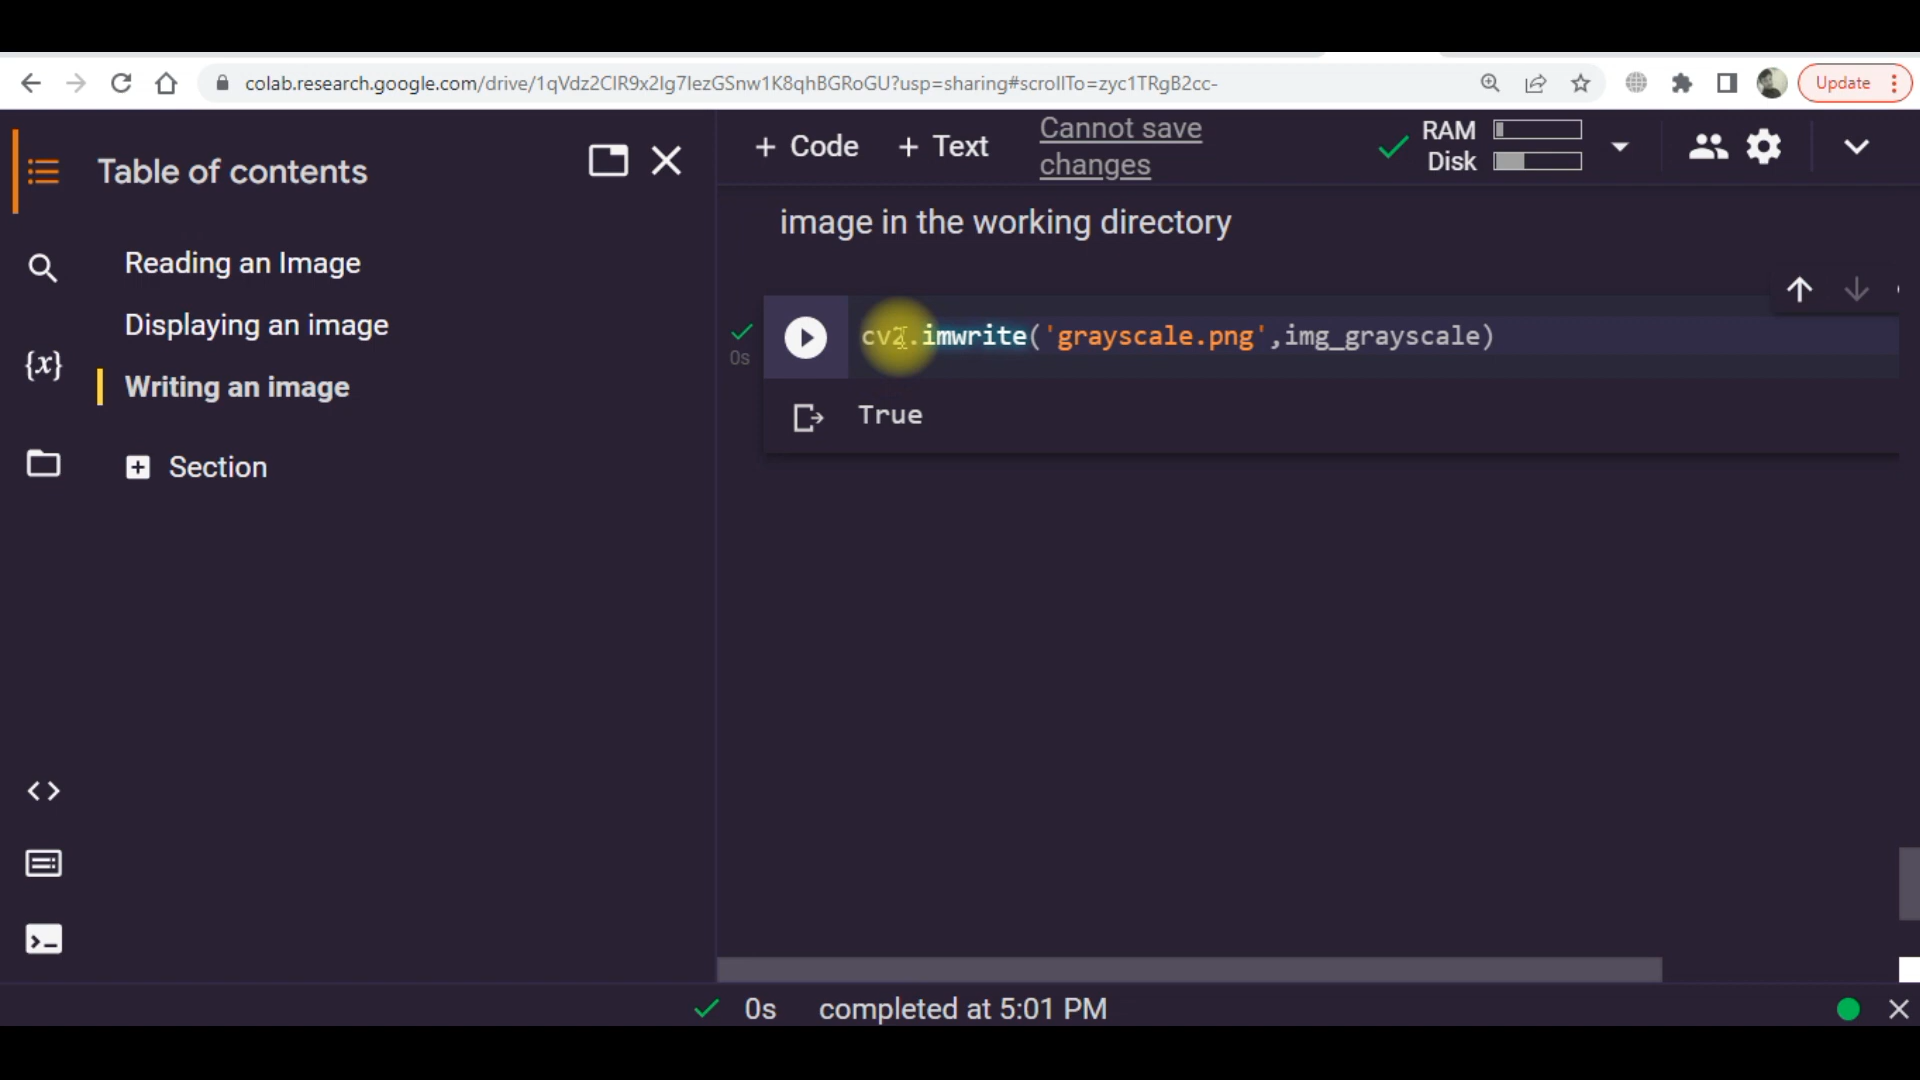 colab.research.google.com/drive/1qVdz2ClR9x2Ig7IezGSnw1K8qhBGRoGU?usp=sharing#scrollTo=zyc1TRgB2cc-
Update
Table of contents
Reading an Image
Displaying an image
Writing an image
Section
{x}
+ Code
+ Text
Cannot save
changes
RAM
Disk
image in the working directory
0s
cv2.imwrite('grayscale.png',img_grayscale)
True
0s completed at 5:01 PM